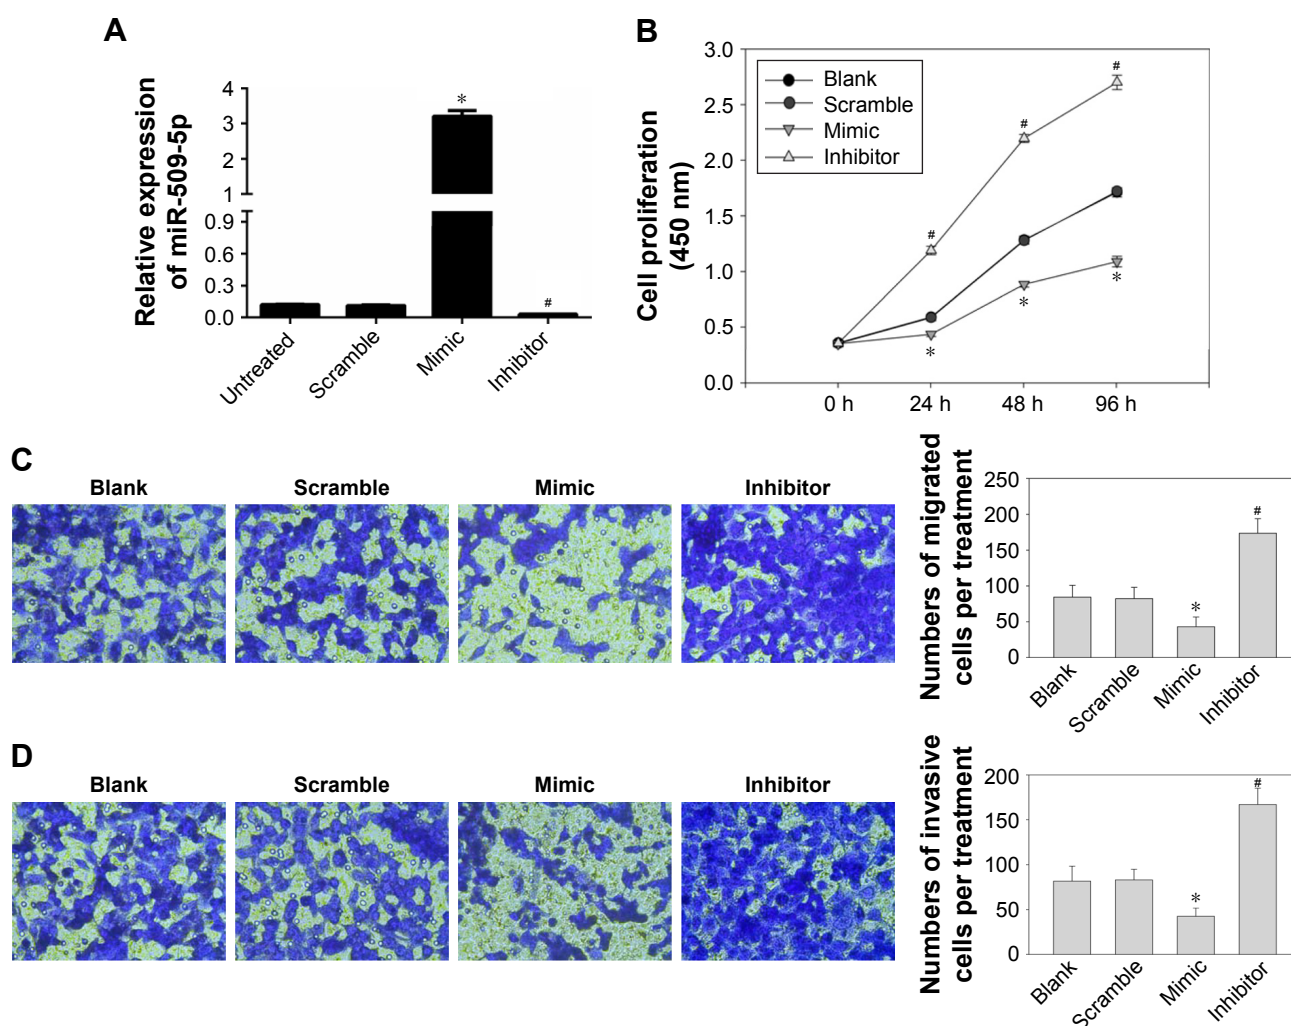 A
Relative expression
of miR-509-5p
4
3
2
1
0.9
0.6
0.3
0.0
*
#
Untreated
Scramble
Mimic
Inhibitor
B
Cell proliferation
(450 nm)
3.0
2.5
2.0
1.5
1.0
0.5
0.0
Blank
Scramble
Mimic
Inhibitor
#
#
#
*
*
*
0 h 24 h 48 h 96 h
C
Blank Scramble Mimic Inhibitor
Numbers of migrated
cells per treatment
250
200
150
100
50
0
*
#
Blank
Scramble
Mimic
Inhibitor
D
Blank Scramble Mimic Inhibitor
Numbers of invasive
cells per treatment
200
150
100
50
0
*
#
Blank
Scramble
Mimic
Inhibitor